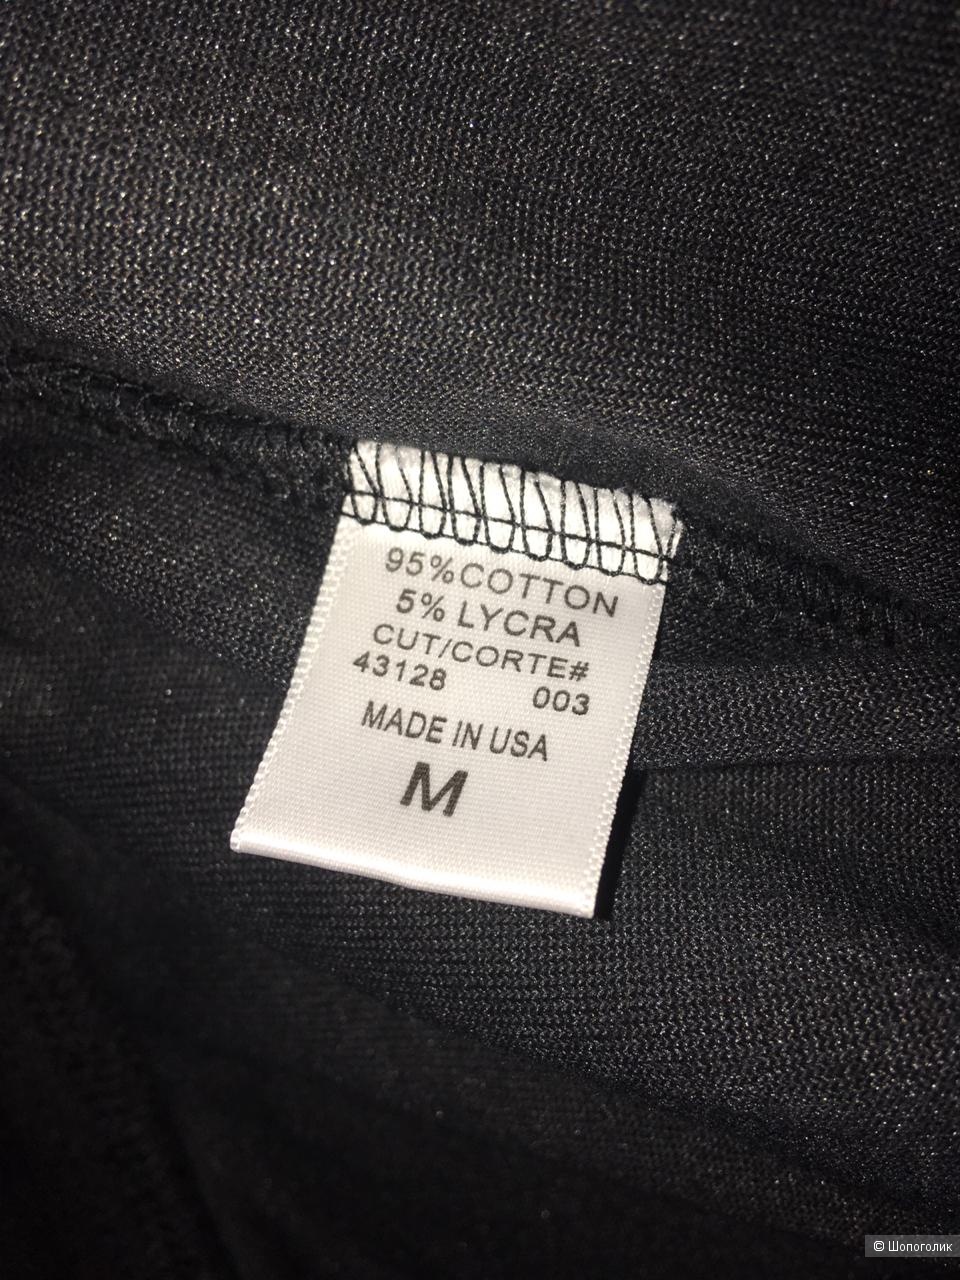 95%COTTON
5% LYCRA
CUT/CORTE#
43128 003
MADE IN USA
M
© Шопоголик